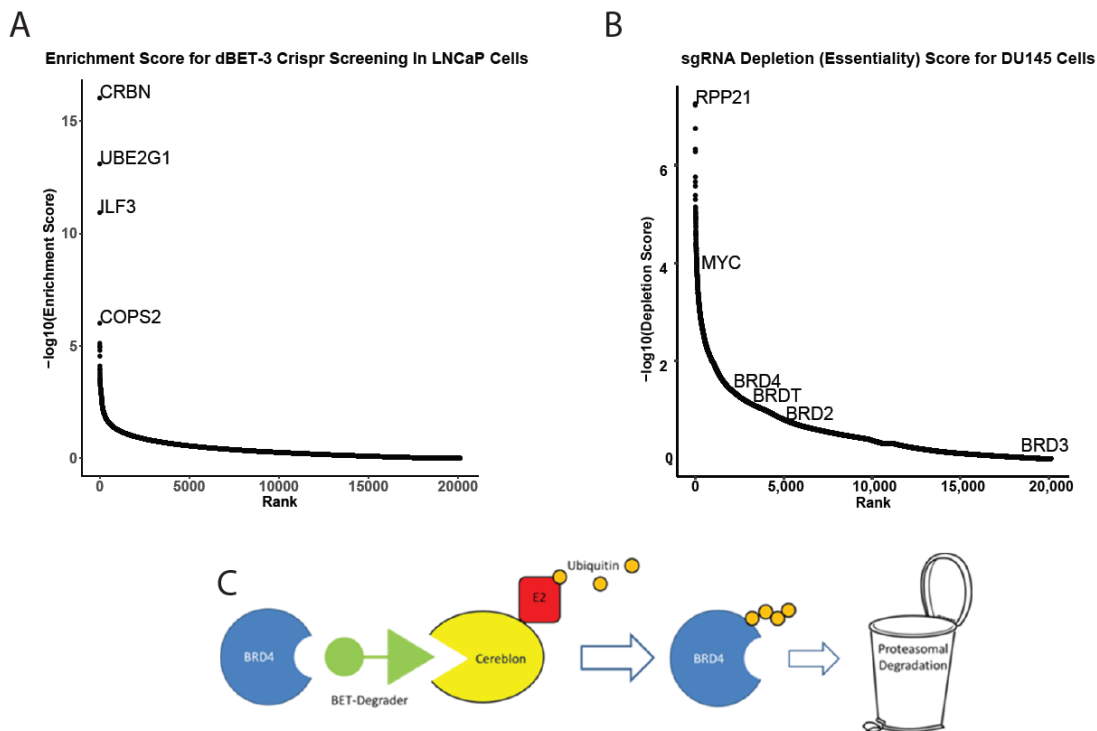 A
Enrichment Score for dBET-3 Crispr Screening In LNCaP Cells
−log10(Enrichment Score)
15
10
5
0
CRBN
UBE2G1
ILF3
COPS2
0
5000
10000
15000
20000
Rank
B
sgRNA Depletion (Essentiality) Score for DU145 Cells
−log10(Depletion Score)
6
4
2
0
RPP21
MYC
BRD4
BRDT
BRD2
BRD3
0
5,000
10,000
15,000
20,000
Rank
C
BRD4
BET-Degrader
Cereblon
E2
Ubiquitin
BRD4
Proteasomal
Degradation